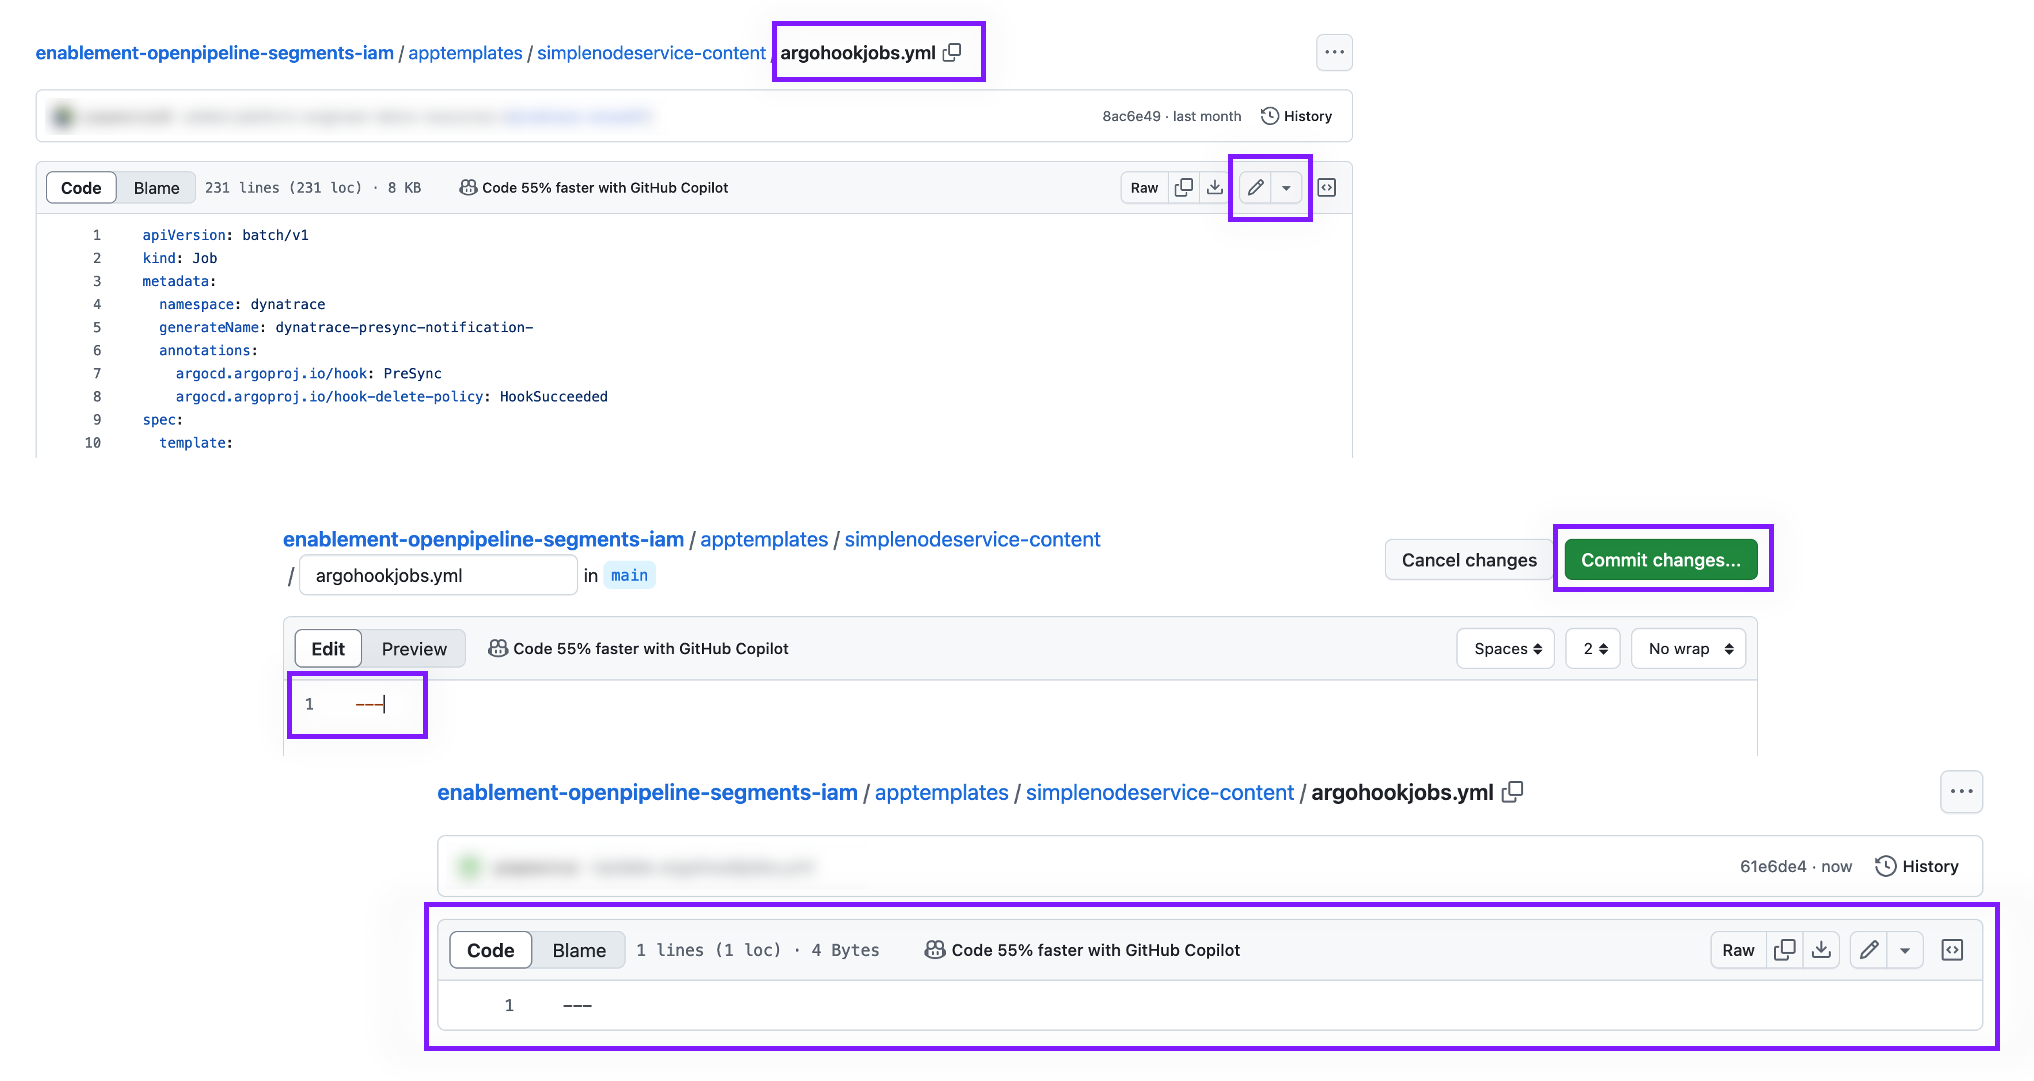 enablement-openpipeline-segments-iam / apptemplates / simplenodeservice-content / argohookjobs.yml
8ac6e49 · last month History
Code Blame 231 lines (231 loc) · 8 KB Code 55% faster with GitHub Copilot Raw
1 apiVersion: batch/v1
2 kind: Job
3 metadata:
4 namespace: dynatrace
5 generateName: dynatrace-presync-notification-
6 annotations:
7 argocd.argoproj.io/hook: PreSync
8 argocd.argoproj.io/hook-delete-policy: HookSucceeded
9 spec:
10 template:
enablement-openpipeline-segments-iam / apptemplates / simplenodeservice-content
/ argohookjobs.yml in main
Cancel changes Commit changes...
Edit Preview Code 55% faster with GitHub Copilot Spaces 2 No wrap
1 ---
enablement-openpipeline-segments-iam / apptemplates / simplenodeservice-content / argohookjobs.yml
61e6de4 · now History
Code Blame 1 lines (1 loc) · 4 Bytes Code 55% faster with GitHub Copilot Raw
1 ---